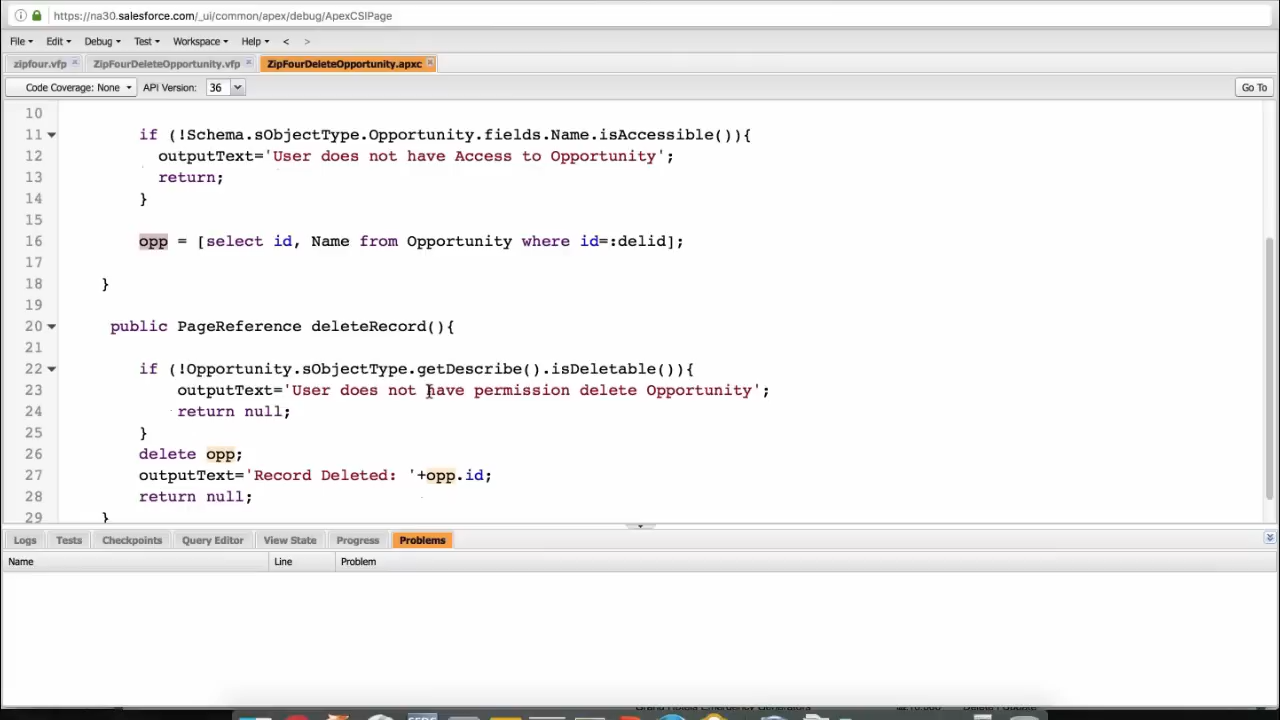 https://na30.salesforce.com/_ui/common/apex/debug/ApexCSIPage
File Edit Debug Test Workspace Help < >
zipfour.vfp ZipFourDeleteOpportunity.vfp ZipFourDeleteOpportunity.apxc
Code Coverage: None API Version: 36 Go To
10
11 if (!Schema.sObjectType.Opportunity.fields.Name.isAccessible()){
12 outputText='User does not have Access to Opportunity';
13 return;
14 }
15
16 opp = [select id, Name from Opportunity where id=:delid];
17
18 }
19
20 public PageReference deleteRecord(){
21
22 if (!Opportunity.sObjectType.getDescribe().isDeletable()){
23 outputText='User does not have permission delete Opportunity';
24 return null;
25 }
26 delete opp;
27 outputText='Record Deleted: '+opp.id;
28 return null;
29 }
Logs Tests Checkpoints Query Editor View State Progress Problems
Name Line Problem